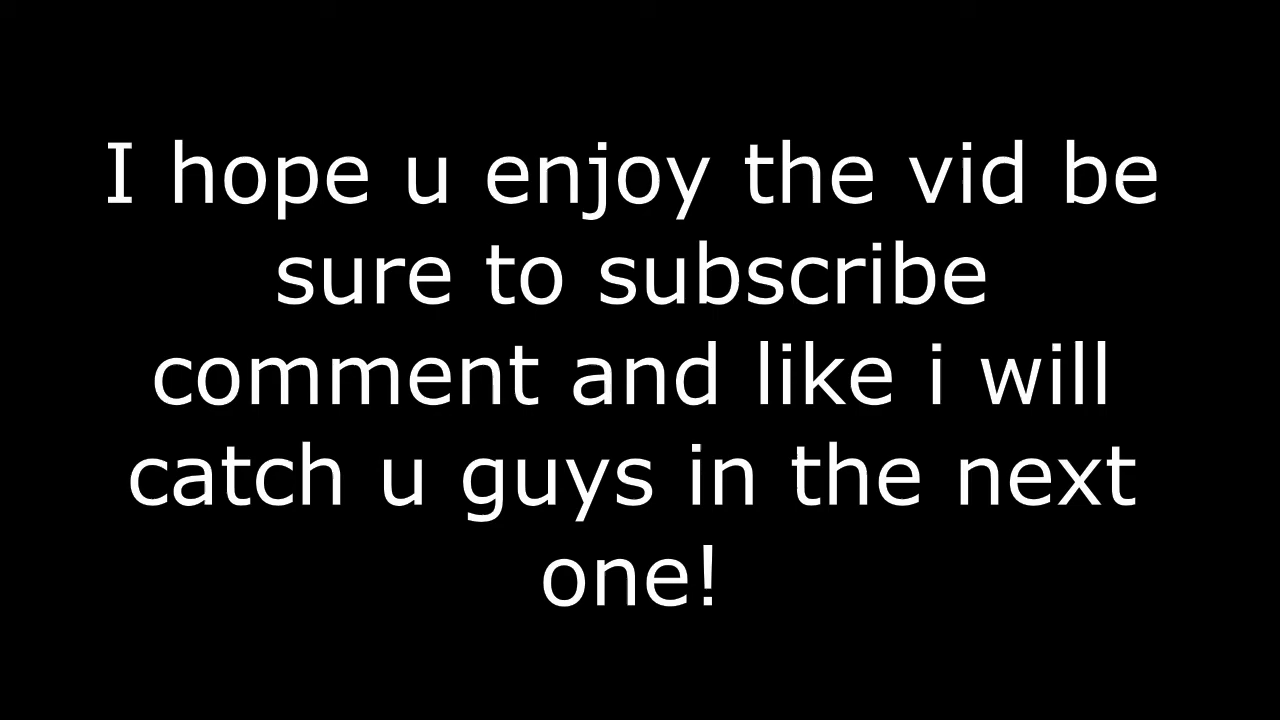 I hope u enjoy the vid be
sure to subscribe
comment and like i will
catch u guys in the next
one!